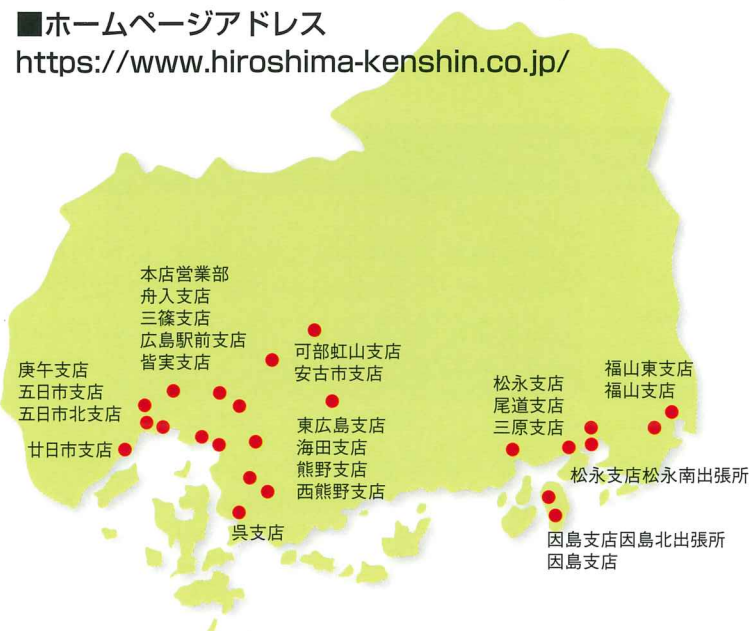 ■ホームページアドレス
https://www.hiroshima-kenshin.co.jp/
本店営業部
舟入支店
三篠支店
広島駅前支店
皆実支店
庚午支店
五日市支店
五日市北支店
廿日市支店
可部虹山支店
安古市支店
東広島支店
海田支店
熊野支店
西熊野支店
呉支店
松永支店
尾道支店
三原支店
福山東支店
福山支店
松永支店松永南出張所
因島支店因島北出張所
因島支店